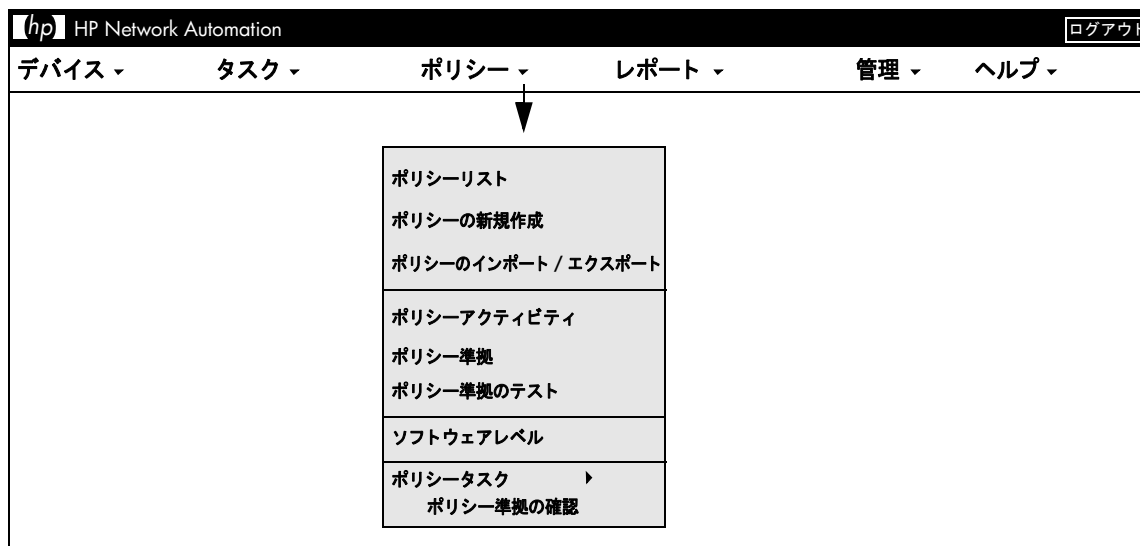 hp HP Network Automation ログアウト
デバイス タスク ポリシー レポート 管理 ヘルプ
ポリシーリスト
ポリシーの新規作成
ポリシーのインポート / エクスポート
ポリシーアクティビティ
ポリシー準拠
ポリシー準拠のテスト
ソフトウェアレベル
ポリシータスク
ポリシー準拠の確認